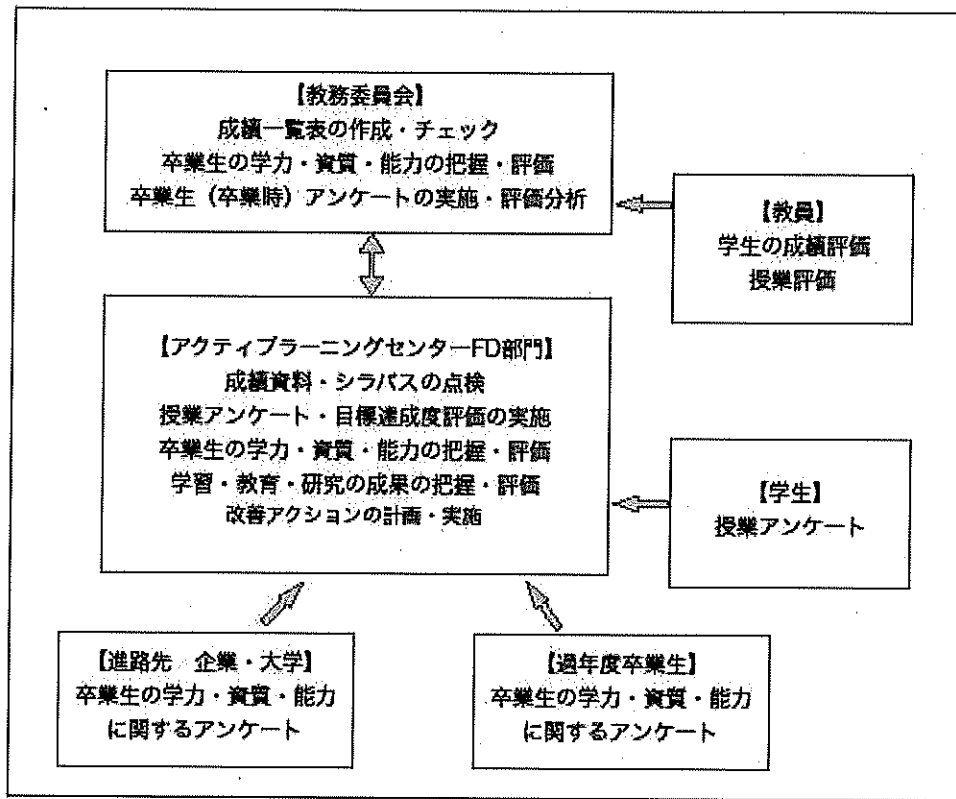 【教務委員会】
成績一覧表の作成・チェック
卒業生の学力・資質・能力の把握・評価
卒業生（卒業時）アンケートの実施・評価分析
【教員】
学生の成績評価
授業評価
【アクティブラーニングセンターFD部門】
成績資料・シラバスの点検
授業アンケート・目標達成度評価の実施
卒業生の学力・資質・能力の把握・評価
学習・教育・研究の成果の把握・評価
改善アクションの計画・実施
【学生】
授業アンケート
【進路先　企業・大学】
卒業生の学力・資質・能力
に関するアンケート
【過年度卒業生】
卒業生の学力・資質・能力
に関するアンケート